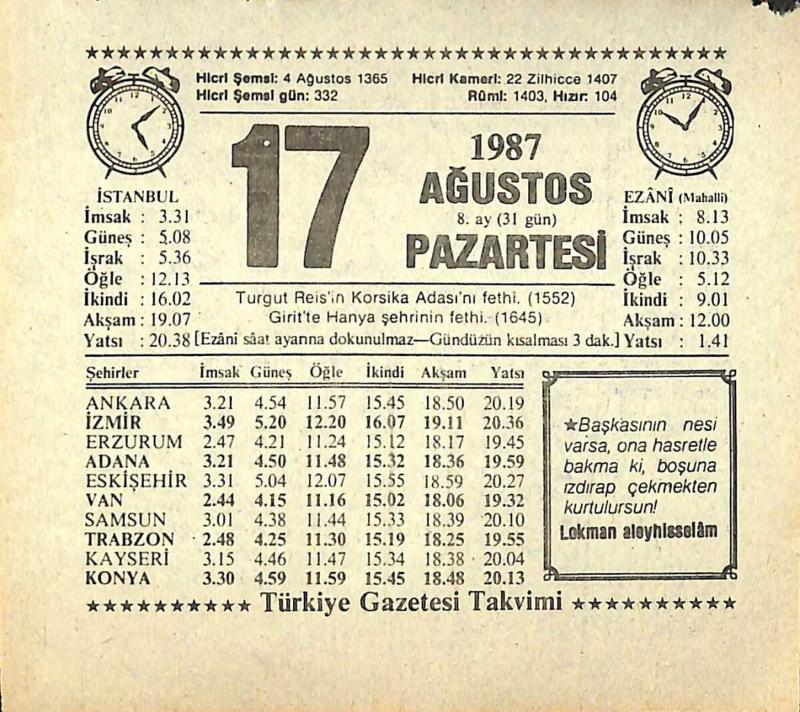 ★★★★★★★★★★★★★★★★★★★★★★★★★★★★★★★★★★★★★★★★
Hicrî Şemsî: 4 Ağustos 1365 Hicrî Kamerî: 22 Zilhicce 1407
Hicrî Şemsî gün: 332 Rûmî: 1403, Hızır: 104
17
1987
AĞUSTOS
8. ay (31 gün)
PAZARTESİ
İSTANBUL
İmsak : 3.31
Güneş : 5.08
İşrak : 5.36
Öğle : 12.13
İkindi : 16.02
Akşam : 19.07
Yatsı : 20.38
EZÂNÎ (Mahallî)
İmsak : 8.13
Güneş : 10.05
İşrak : 10.33
Öğle : 5.12
İkindi : 9.01
Akşam : 12.00
Yatsı : 1.41
Turgut Reis'in Korsika Adası'nı fethi. (1552)
Girit'te Hanya şehrinin fethi. (1645)
[Ezânî sâat ayarına dokunulmaz—Gündüzün kısalması 3 dak.]
Şehirler İmsak Güneş Öğle İkindi Akşam Yatsı
ANKARA 3.21 4.54 11.57 15.45 18.50 20.19
İZMİR 3.49 5.20 12.20 16.07 19.11 20.36
ERZURUM 2.47 4.21 11.24 15.12 18.17 19.45
ADANA 3.21 4.50 11.48 15.32 18.36 19.59
ESKİŞEHİR 3.31 5.04 12.07 15.55 18.59 20.27
VAN 2.44 4.15 11.16 15.02 18.06 19.32
SAMSUN 3.01 4.38 11.44 15.33 18.39 20.10
TRABZON 2.48 4.25 11.30 15.19 18.25 19.55
KAYSERİ 3.15 4.46 11.47 15.34 18.38 20.04
KONYA 3.30 4.59 11.59 15.45 18.48 20.13
★Başkasının nesi
varsa, ona hasretle
bakma ki, boşuna
ızdırap çekmekten
kurtulursun!
Lokman aleyhisselâm
★★★★★★★★★★ Türkiye Gazetesi Takvimi ★★★★★★★★★★